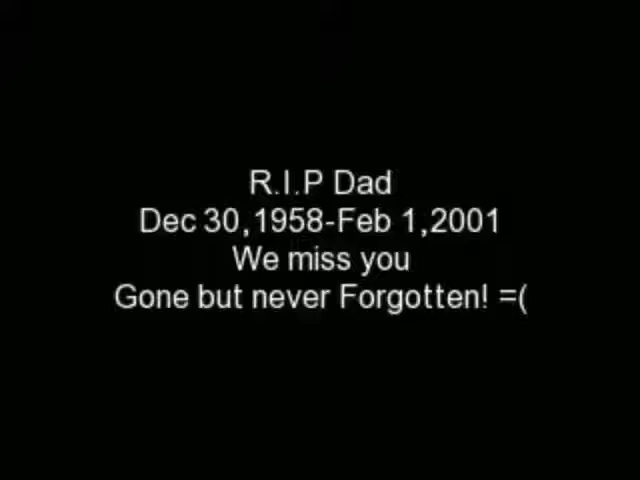 R.I.P Dad
Dec 30,1958-Feb 1,2001
We miss you
Gone but never Forgotten! =(